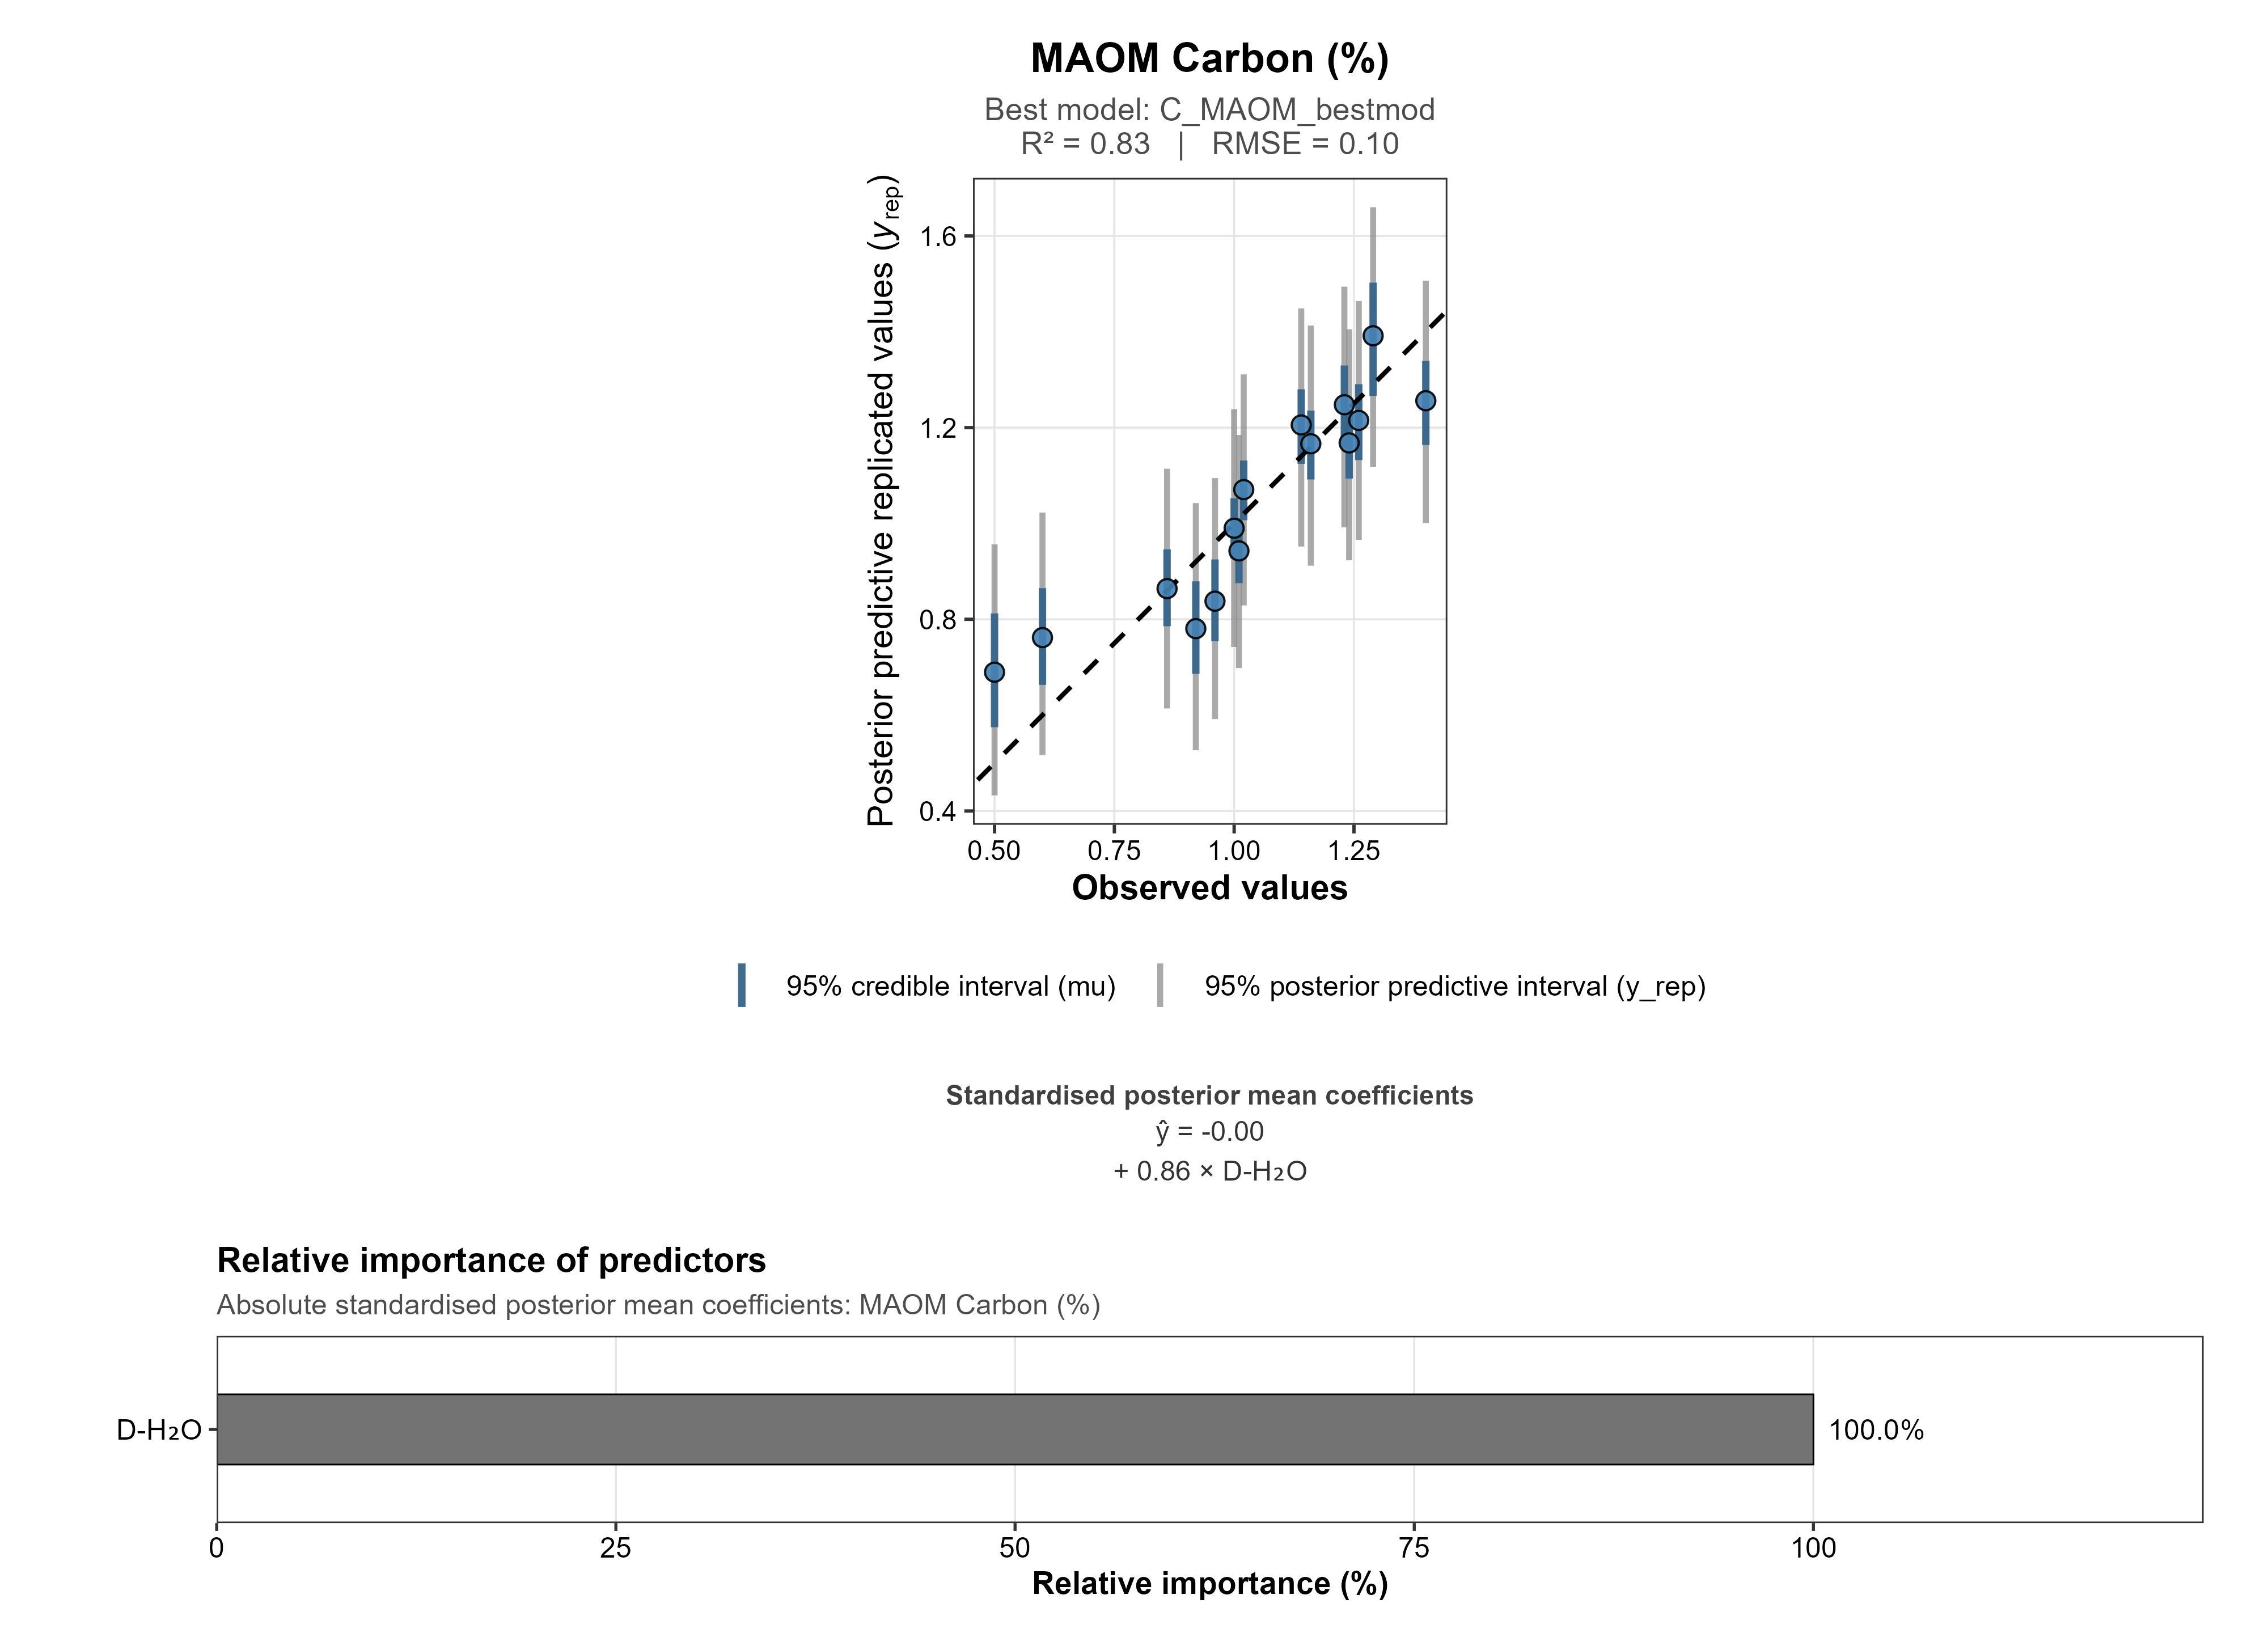 MAOM Carbon (%)
Best model: C_MAOM_bestmod
R² = 0.83 | RMSE = 0.10
Posterior predictive replicated values (y rep)
1.6
1.2
0.8
0.4
0.50 0.75 1.00 1.25
Observed values
95% credible interval (mu) 95% posterior predictive interval (y_rep)
Standardised posterior mean coefficients
ŷ = -0.00
+ 0.86 × D-H₂O
Relative importance of predictors
Absolute standardised posterior mean coefficients: MAOM Carbon (%)
D-H₂O 100.0%
0 25 50 75 100
Relative importance (%)